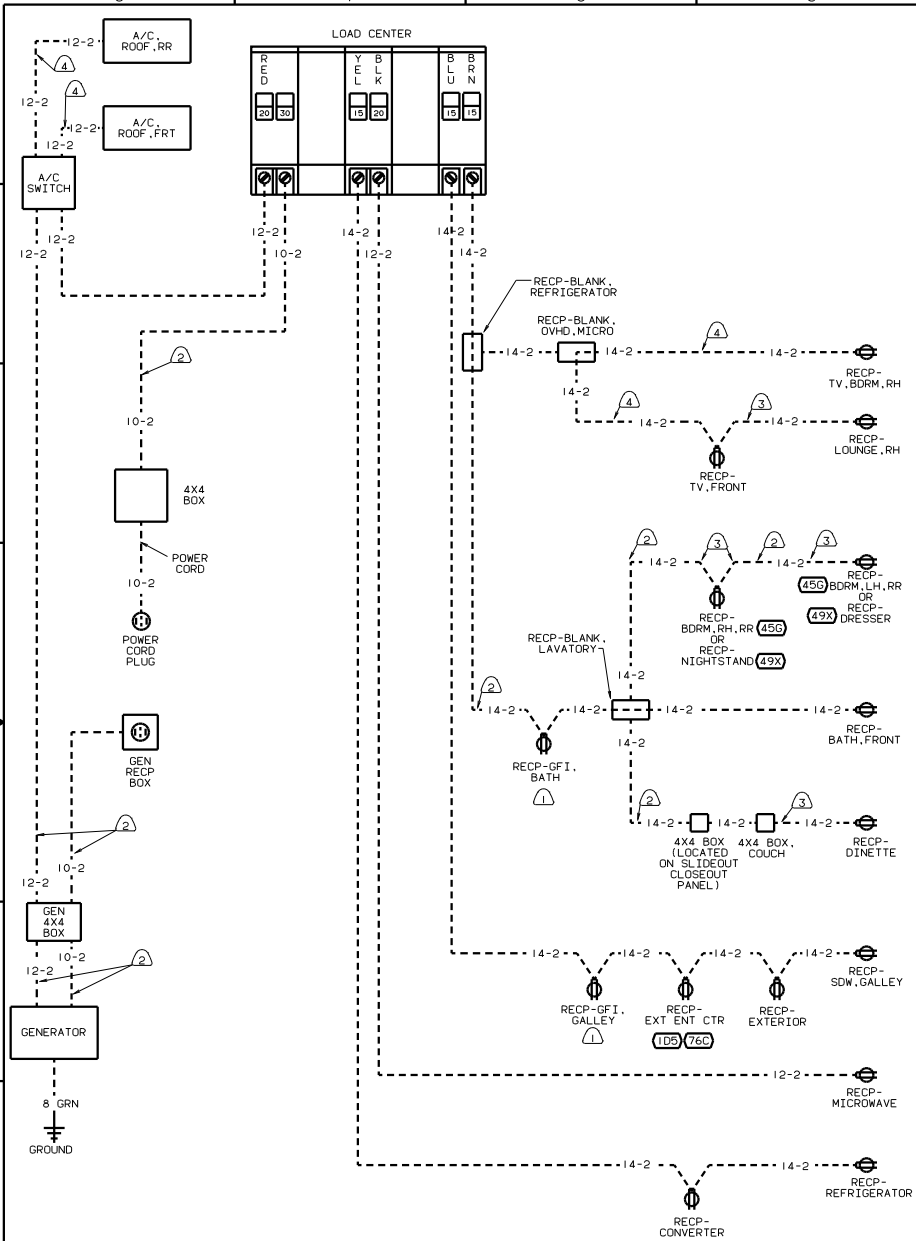 LOAD CENTER
A/C,
ROOF,RR
12-2
4
12-2
4
A/C,
ROOF,FRT
12-2
12-2
A/C
SWITCH
RED
YEL
BLK
BLU
BRN
20
30
15
20
15
15
12-2
12-2
12-2
10-2
14-2
12-2
14-2
14-2
RECP-BLANK,
REFRIGERATOR
RECP-BLANK,
OVHD,MICRO
14-2
14-2
4
14-2
RECP-
TV,BDRM,RH
2
14-2
4
14-2
3
14-2
RECP-
LOUNGE,RH
RECP-
TV,FRONT
10-2
4X4
BOX
POWER
CORD
10-2
POWER
CORD
PLUG
2
14-2
3
2
14-2
3
45G
RECP-
BDRM,LH,RR
OR
RECP-
DRESSER
49X
RECP-
BDRM,RH,RR
45G
OR
RECP-
NIGHTSTAND
49X
RECP-BLANK,
LAVATORY
14-2
2
14-2
14-2
14-2
14-2
RECP-
BATH,FRONT
14-2
RECP-GFI,
BATH
1
GEN
RECP
BOX
2
14-2
14-2
14-2
3
14-2
RECP-
DINETTE
4X4 BOX
(LOCATED
ON SLIDEOUT
CLOSEOUT
PANEL)
4X4 BOX,
COUCH
2
10-2
12-2
GEN
4X4
BOX
10-2
12-2
2
GENERATOR
8 GRN
GROUND
14-2
14-2
14-2
14-2
RECP-
SDW,GALLEY
RECP-GFI,
GALLEY
1
RECP-
EXT ENT CTR
1D5
76C
RECP-
EXTERIOR
12-2
RECP-
MICROWAVE
14-2
14-2
RECP-
REFRIGERATOR
RECP-
CONVERTER